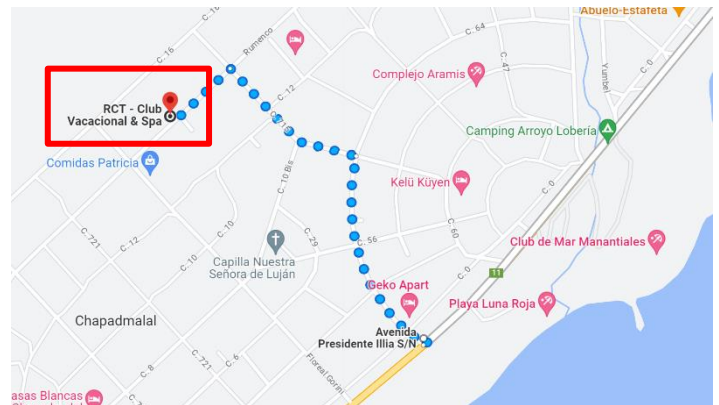 Abuelo-Estafeta
C. 16
Rumenco
C. 64
C. 47
Yumbel
C. 0
Complejo Aramis
RCT - Club
Vacacional & Spa
C. 12
Camping Arroyo Lobería
Comidas Patricia
Kelü Küyen
C. 10 Bis
C. 0
C. 721
C. 12
C. 10
C. 29
C. 56
C. 60
Club de Mar Manantiales
Capilla Nuestra
Señora de Luján
C. 10
C. 0
11
Geko Apart
Playa Luna Roja
Chapadmalal
Avenida
Presidente Illia S/N
C. 8
C. 721
C. 6
Floreal Gorini
asas Blancas